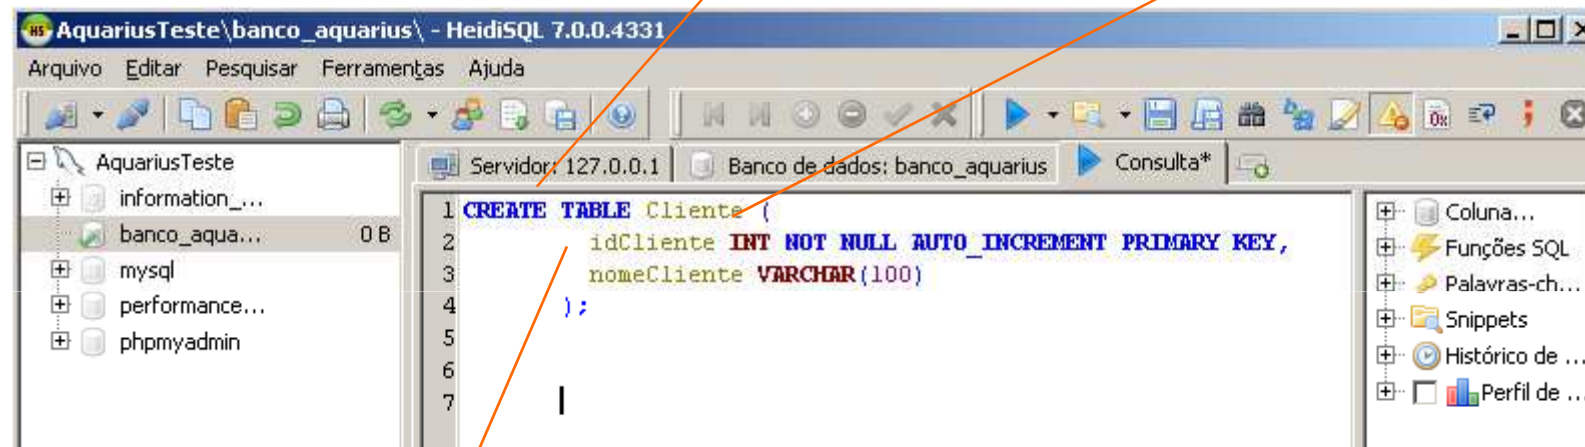 AquariusTeste\banco_aquarius\ - HeidiSQL 7.0.0.4331
Arquivo Editar Pesquisar Ferramentas Ajuda
AquariusTeste
information_...
banco_aqua... 0 B
mysql
performance...
phpmyadmin
Servidor: 127.0.0.1 Banco de dados: banco_aquarius Consulta*
1 CREATE TABLE Cliente (
2 idCliente INT NOT NULL AUTO_INCREMENT PRIMARY KEY,
3 nomeCliente VARCHAR(100)
4 );
5
6
7
Coluna...
Funções SQL
Palavras-ch...
Snippets
Histórico de ...
Perfil de ...